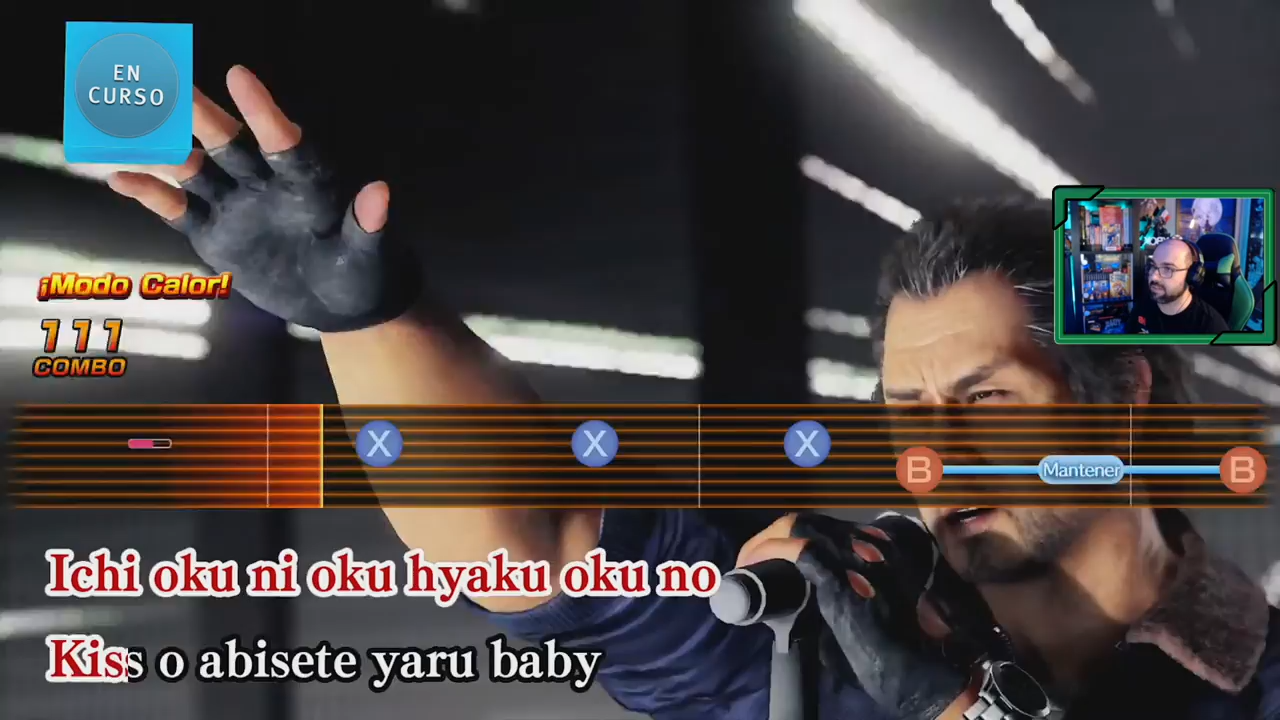 EN
CURSO
¡Modo Calor!
111
COMBO
X
X
X
B
Mantener
B
Ichi oku ni oku hyaku oku no
Kiss o abisete yaru baby